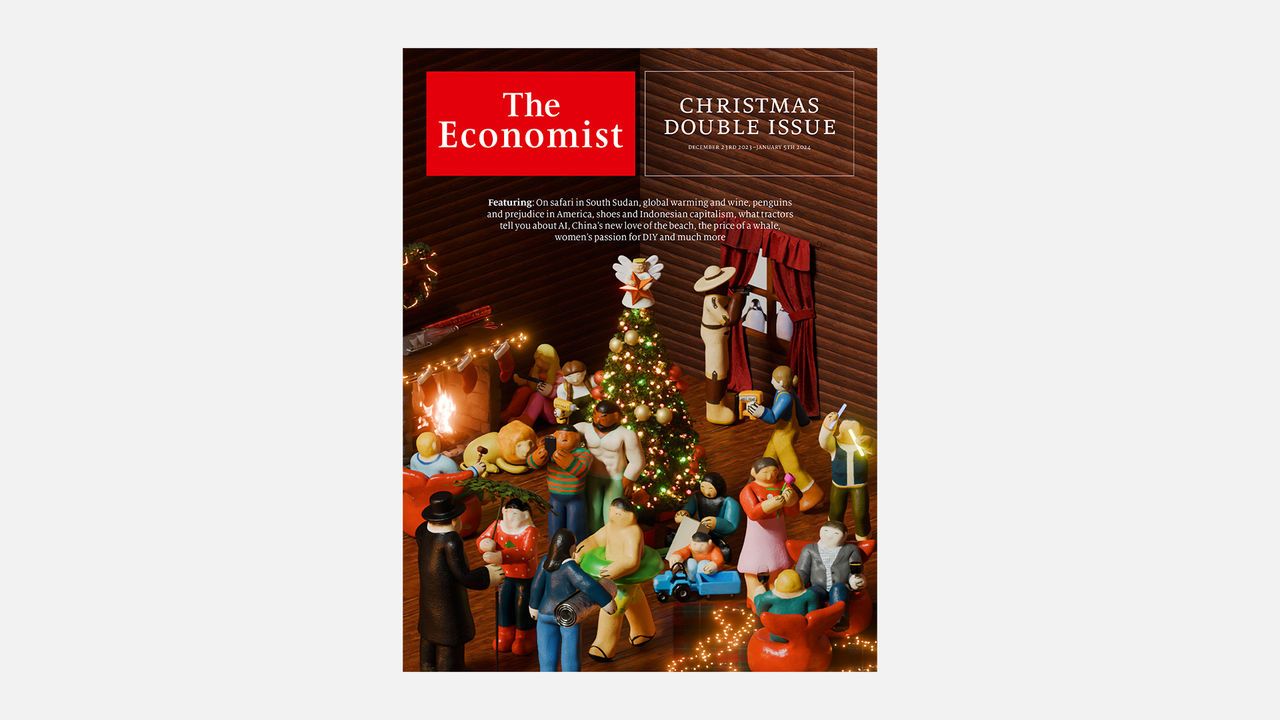 The
Economist
CHRISTMAS
DOUBLE ISSUE
DECEMBER 23RD 2023–JANUARY 5TH 2024
Featuring: On safari in South Sudan, global warming and wine, penguins
and prejudice in America, shoes and Indonesian capitalism, what tractors
tell you about AI, China's new love of the beach, the price of a whale,
women's passion for DIY and much more